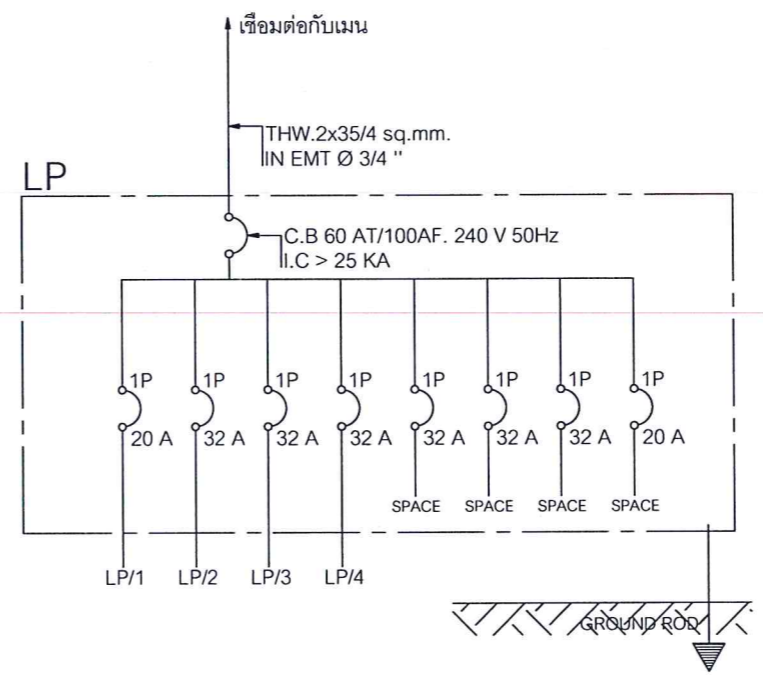 เชื่อมต่อกับเมน
THW.2x35/4 sq.mm.
IN EMT Ø 3/4 "
LP
C.B 60 AT/100AF. 240 V 50Hz
I.C > 25 KA
1P 1P 1P 1P 1P 1P 1P 1P
20 A 32 A 32 A 32 A 32 A 32 A 32 A 20 A
SPACE SPACE SPACE SPACE
LP/1 LP/2 LP/3 LP/4
GROUND ROD